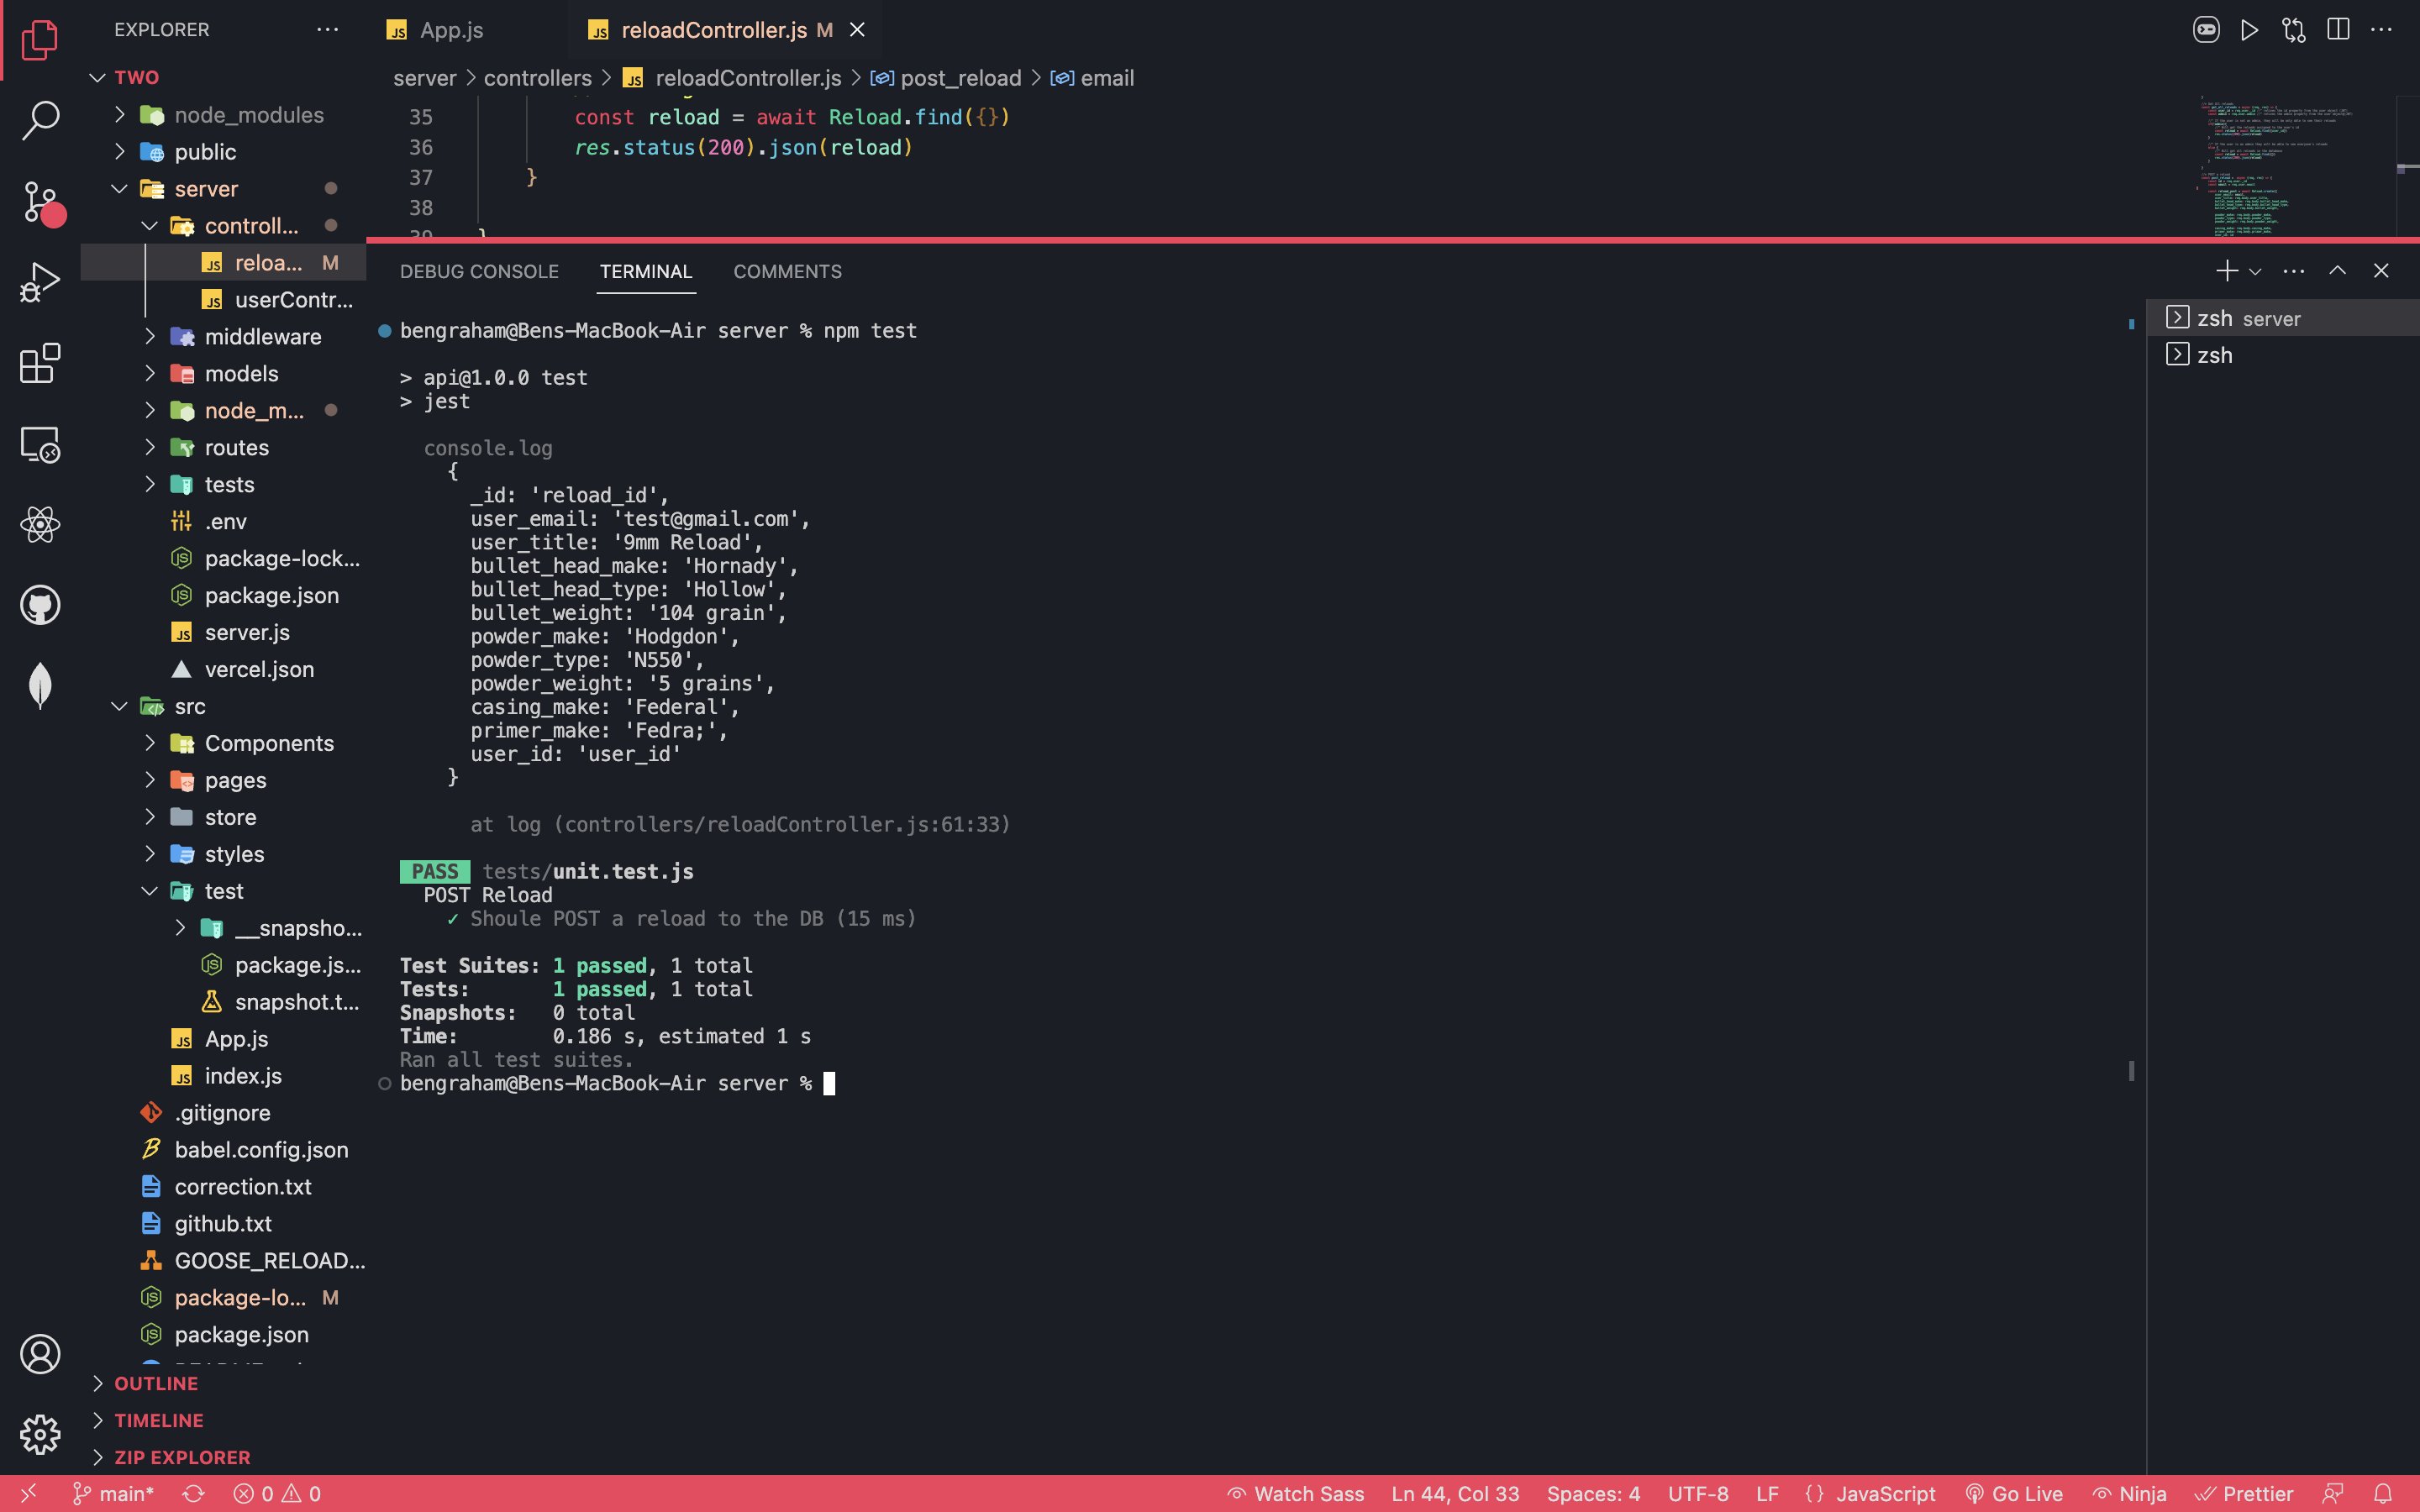 EXPLORER
TWO
node_modules
public
server
controll...
reloa... M
userContr...
middleware
models
node_m...
routes
tests
.env
package-lock...
package.json
server.js
vercel.json
src
Components
pages
store
styles
test
__snapsho...
package.js...
snapshot.t...
App.js
index.js
.gitignore
babel.config.json
correction.txt
github.txt
GOOSE_RELOAD...
package-lo... M
package.json
OUTLINE
TIMELINE
ZIP EXPLORER
App.js
reloadController.js M
server > controllers > reloadController.js > post_reload > email
35 const reload = await Reload.find({})
36 res.status(200).json(reload)
37 }
38
39 }
DEBUG CONSOLE TERMINAL COMMENTS
bengraham@Bens-MacBook-Air server % npm test
> api@1.0.0 test
> jest
console.log
{
_id: 'reload_id',
user_email: 'test@gmail.com',
user_title: '9mm Reload',
bullet_head_make: 'Hornady',
bullet_head_type: 'Hollow',
bullet_weight: '104 grain',
powder_make: 'Hodgdon',
powder_type: 'N550',
powder_weight: '5 grains',
casing_make: 'Federal',
primer_make: 'Fedra;',
user_id: 'user_id'
}
at log (controllers/reloadController.js:61:33)
PASS tests/unit.test.js
POST Reload
✓ Shoule POST a reload to the DB (15 ms)
Test Suites: 1 passed, 1 total
Tests: 1 passed, 1 total
Snapshots: 0 total
Time: 0.186 s, estimated 1 s
Ran all test suites.
bengraham@Bens-MacBook-Air server %
zsh server
zsh
main* 0 0 Watch Sass Ln 44, Col 33 Spaces: 4 UTF-8 LF {} JavaScript Go Live Ninja Prettier